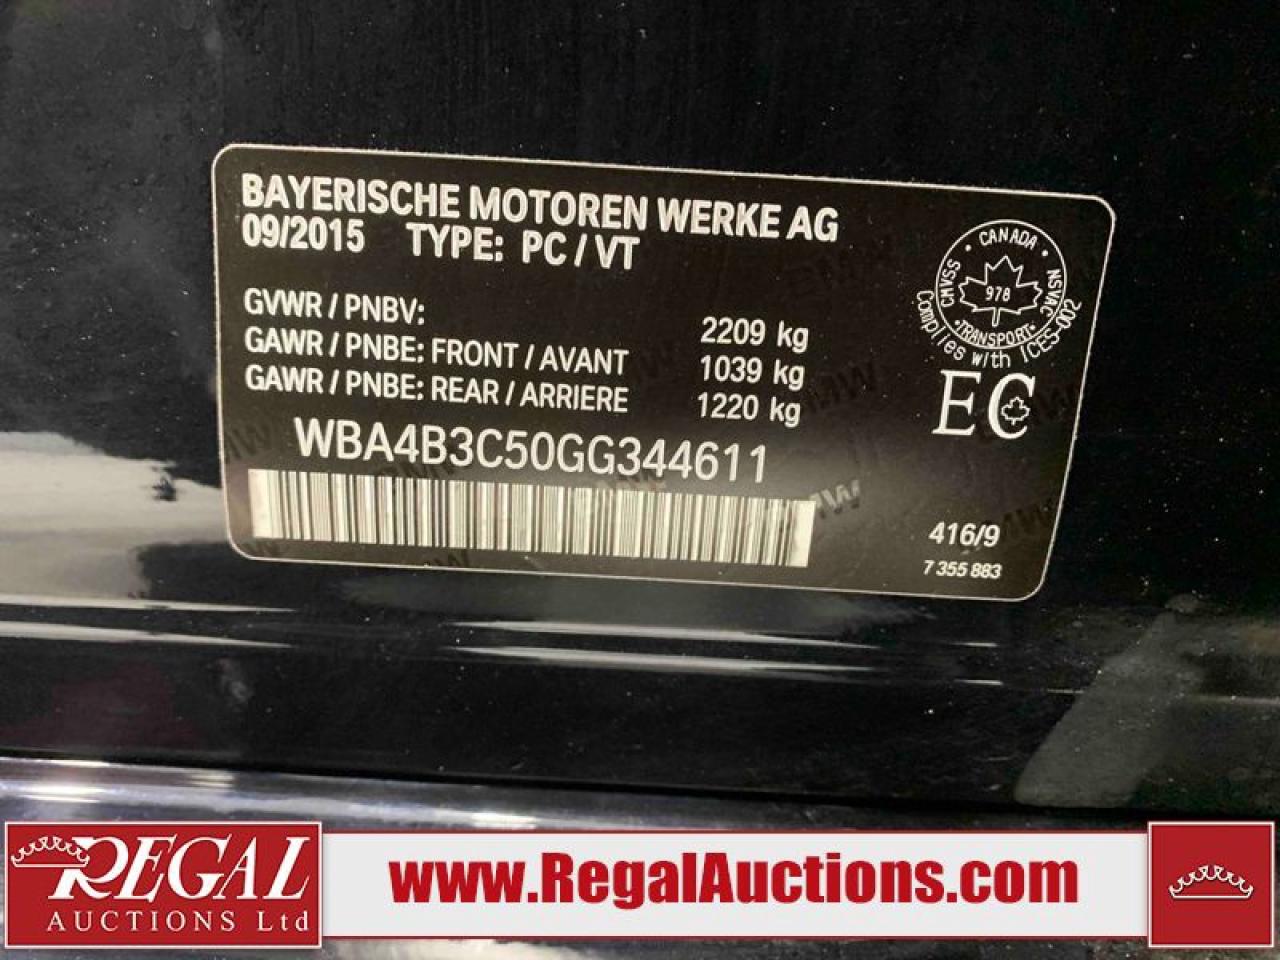 BAYERISCHE MOTOREN WERKE AG
09/2015 TYPE: PC / VT
GVWR / PNBV: 2209 kg
GAWR / PNBE: FRONT / AVANT 1039 kg
GAWR / PNBE: REAR / ARRIERE 1220 kg
WBA4B3C50GG344611
CANADA
CMVSS
NSVAC
978
TRANSPORT
Complies with ICES-002
EC
416/9
7 355 883
REGAL
AUCTIONS Ltd
www.RegalAuctions.com